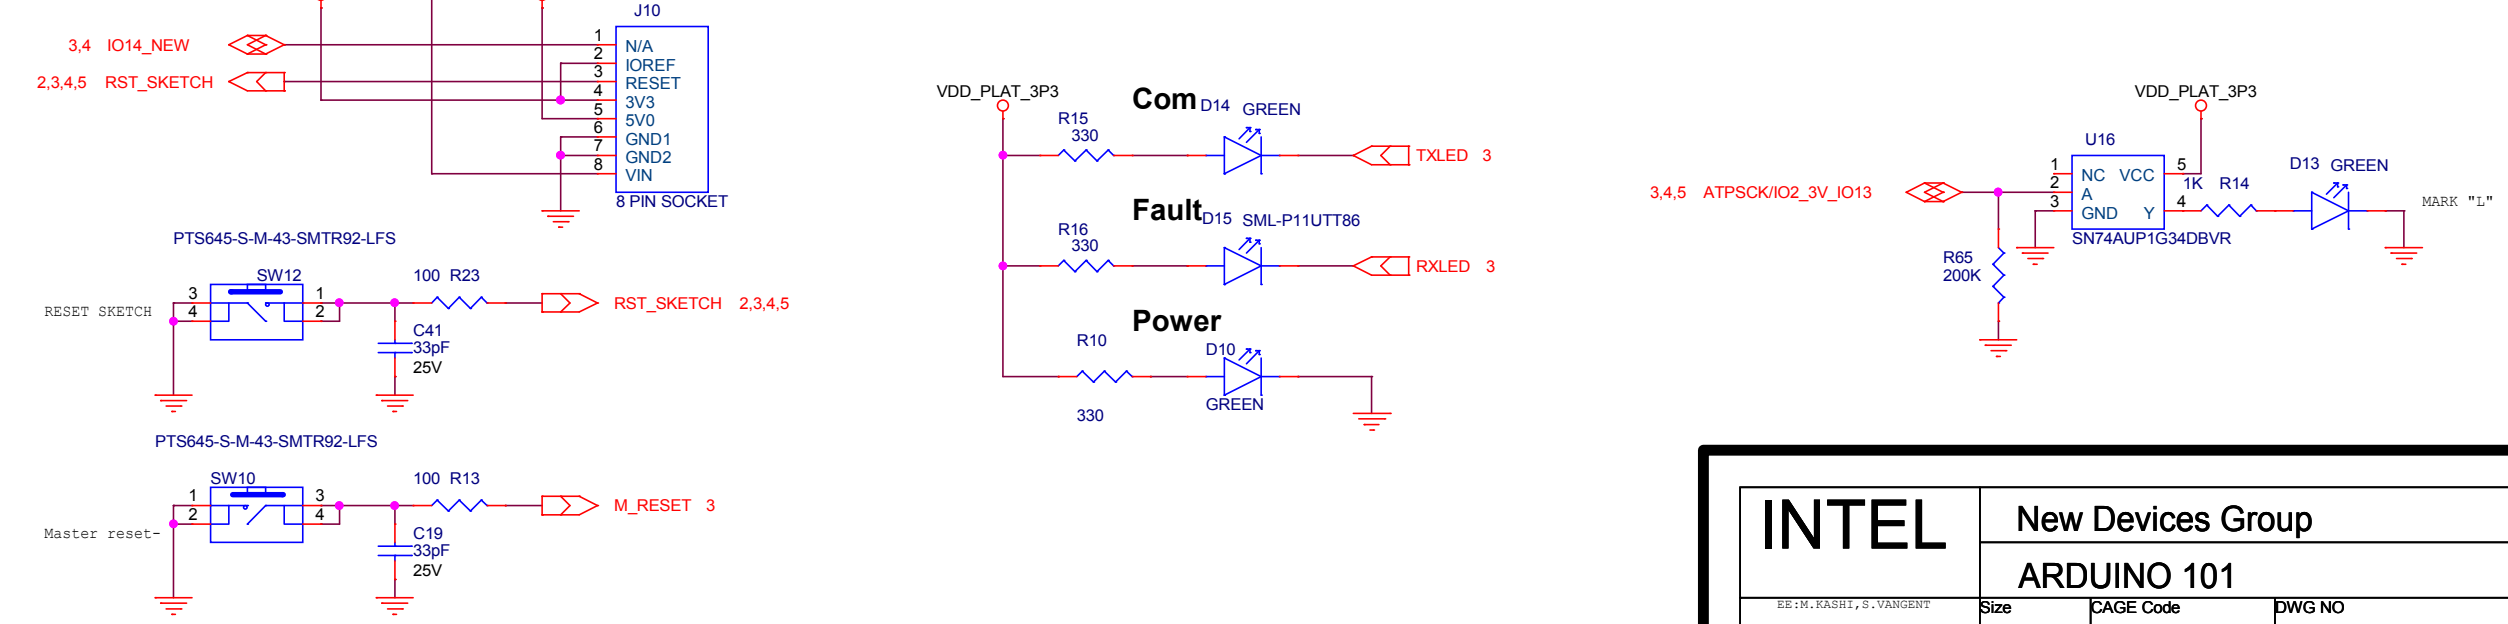 J10
3,4 IO14_NEW
2,3,4,5 RST_SKETCH
1 N/A
2 IOREF
3 RESET
4 3V3
5 5V0
6 GND1
7 GND2
8 VIN
8 PIN SOCKET
PTS645-S-M-43-SMTR92-LFS
SW12
RESET SKETCH
3 1
4 2
100 R23
RST_SKETCH 2,3,4,5
C41
33pF
25V
PTS645-S-M-43-SMTR92-LFS
SW10
Master reset-
1 3
2 4
100 R13
M_RESET 3
C19
33pF
25V
VDD_PLAT_3P3
Com D14 GREEN
R15
330
TXLED 3
Fault D15 SML-P11UTT86
R16
330
RXLED 3
Power
R10
330
D10
GREEN
VDD_PLAT_3P3
U16
3,4,5 ATPSCK/IO2_3V_IO13
1 NC VCC 5
2 A
3 GND Y 4
SN74AUP1G34DBVR
1K R14
D13 GREEN
MARK "L"
R65
200K
INTEL
New Devices Group
ARDUINO 101
EE:M.KASHI,S.VANGENT
Size CAGE Code DWG NO